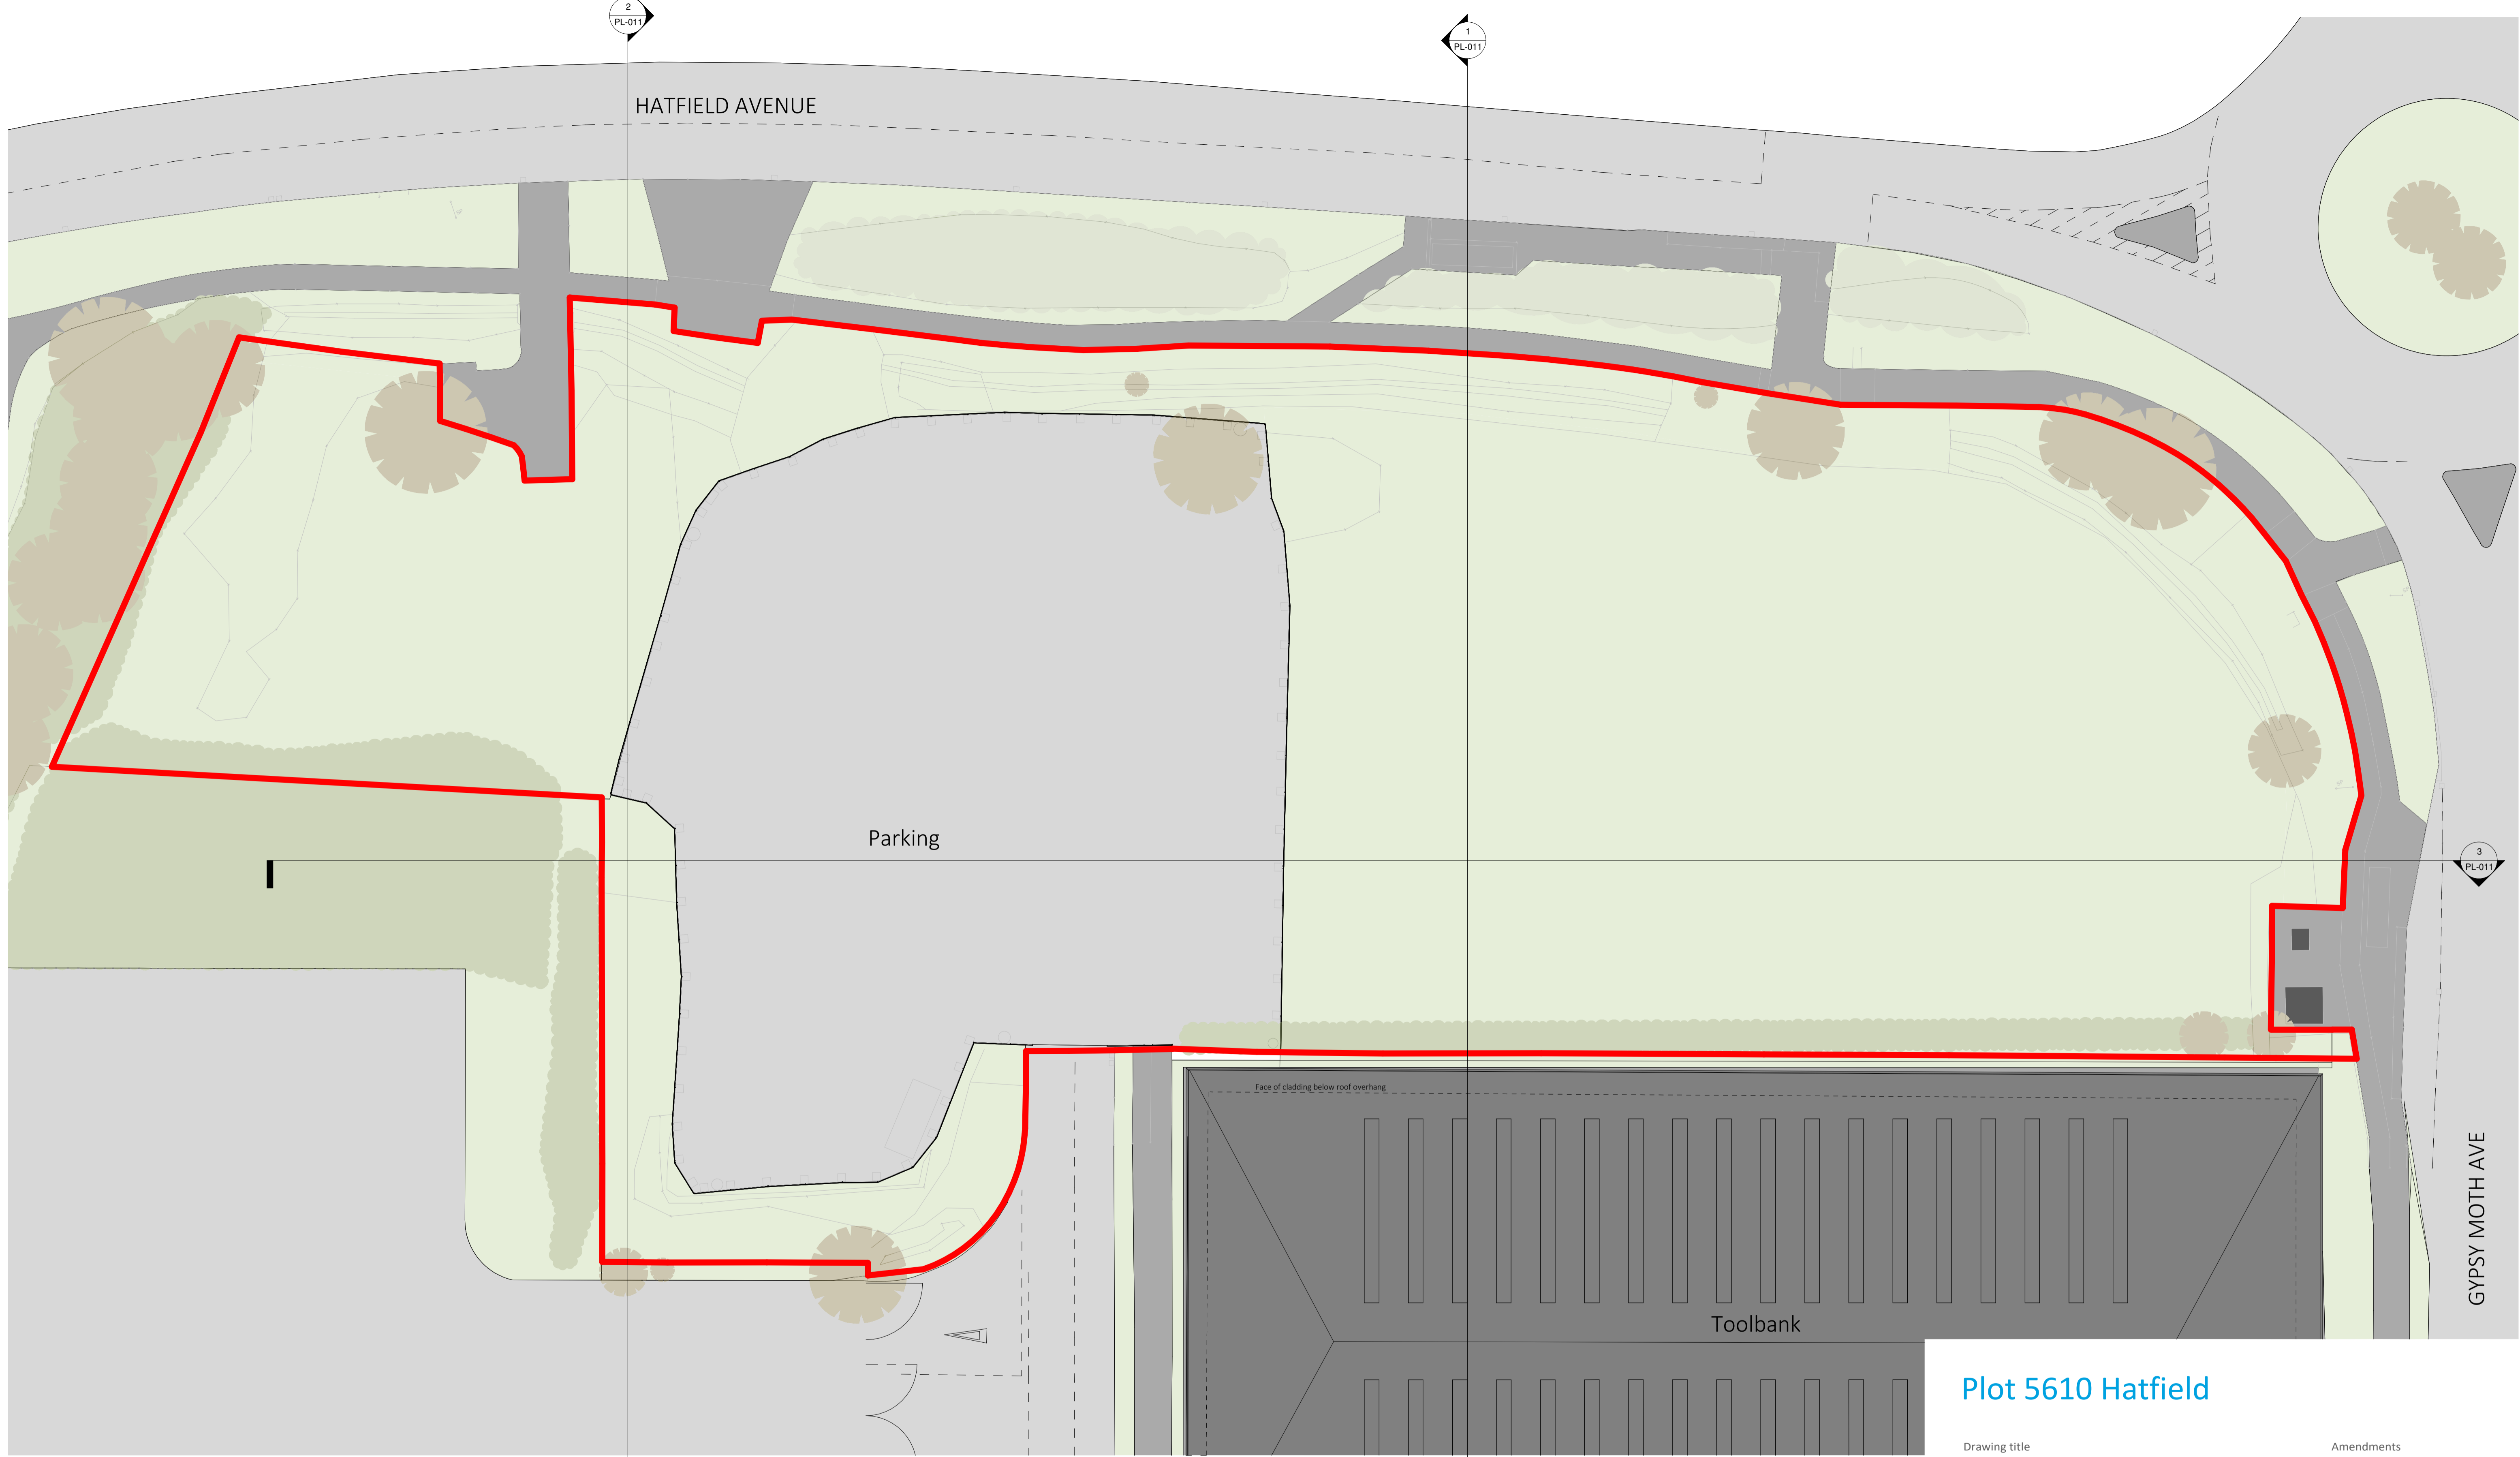 2
PL-011
1
PL-011
HATFIELD AVENUE
Parking
3
PL-011
Face of cladding below roof overhang
GYPSY MOTH AVE
Toolbank
Plot 5610 Hatfield
Drawing title
Amendments